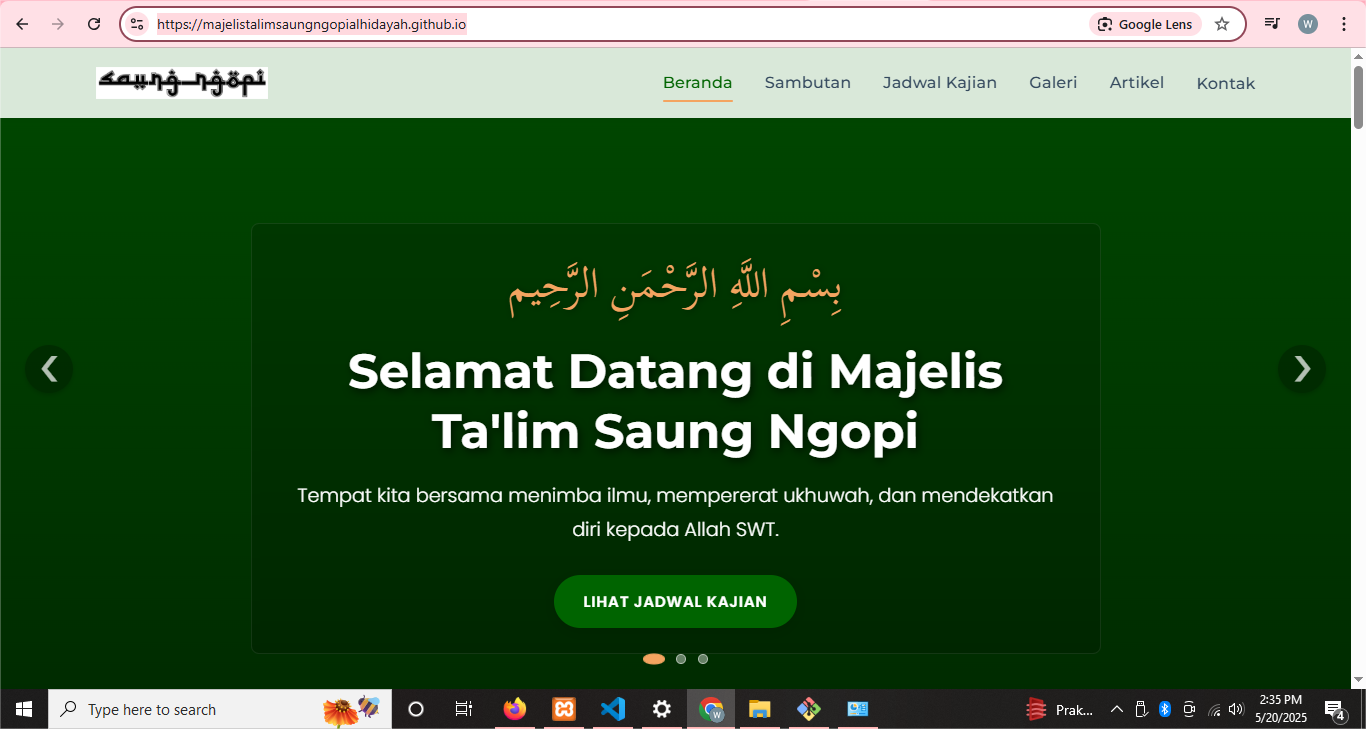 https://majelistalimsaungngopialhidayah.github.io
Google Lens
W
saung ngopi
Beranda
Sambutan
Jadwal Kajian
Galeri
Artikel
Kontak
بِسْمِ اللَّهِ الرَّحْمَنِ الرَّحِيم
Selamat Datang di Majelis
Ta'lim Saung Ngopi
Tempat kita bersama menimba ilmu, mempererat ukhuwah, dan mendekatkan
diri kepada Allah SWT.
LIHAT JADWAL KAJIAN
Type here to search
W
Prak...
2:35 PM
5/20/2025
4